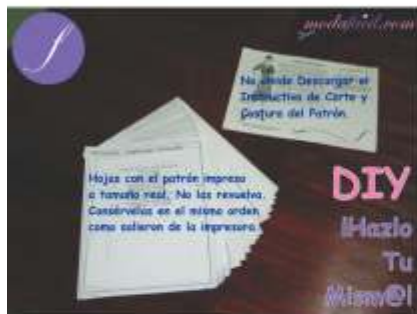 modafacil.com
No olvide Descargar el
Instructivo de Corte y
Costura del Patrón.
Hojas con el patrón impreso
a tamaño real, No las revuelva.
Consérvelas en el mismo orden
como salieron de la impresora.
DIY
¡Hazlo
Tu
Mism@!